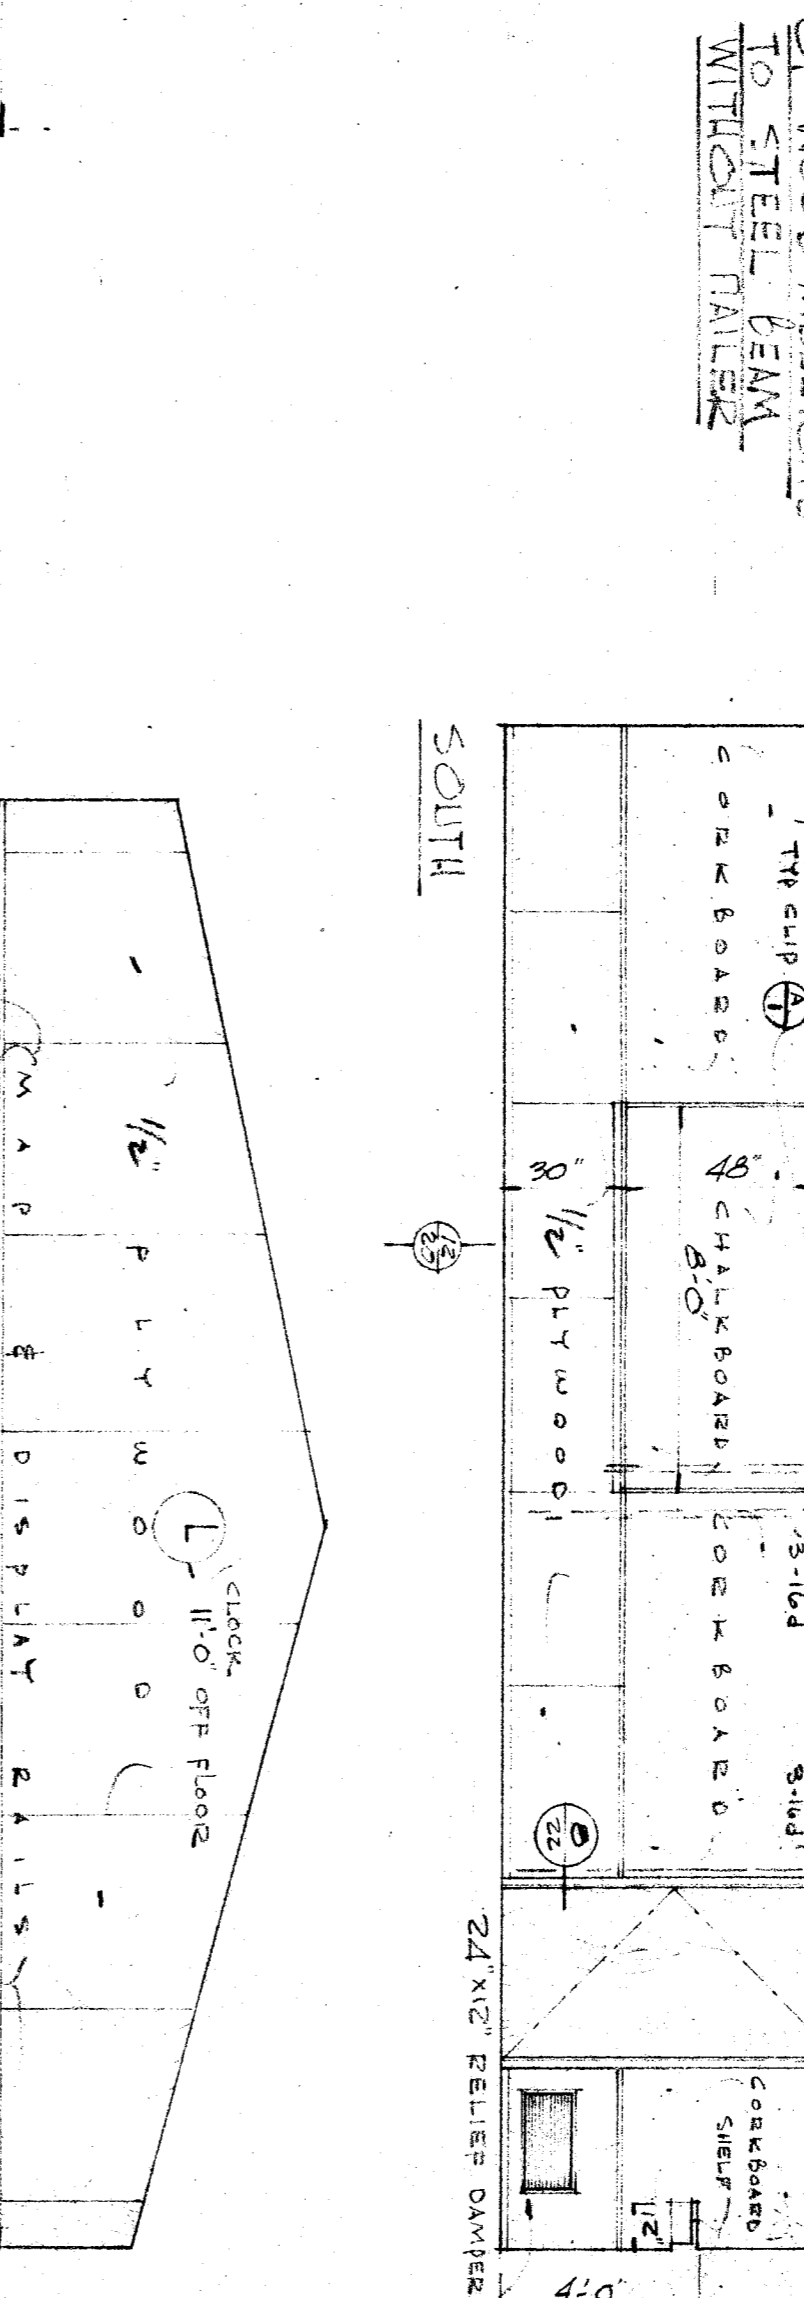 TO STEEL BEAM
WITHOUT NAILER
TYP CLIP A
1
CORKBOARD
48"
CHALKBOARD
8'-0"
CORKBOARD
3-16d
3-16d
30"
1/2" PLYWOOD
22
SOUTH
CORKBOARD
SHELF
12"
4'-0"
24"X12" RELIEF DAMPER
CLOCK
L
11'-0" OFF FLOOR
1/2" PLYWOOD
MAP & DISPLAY RAILS